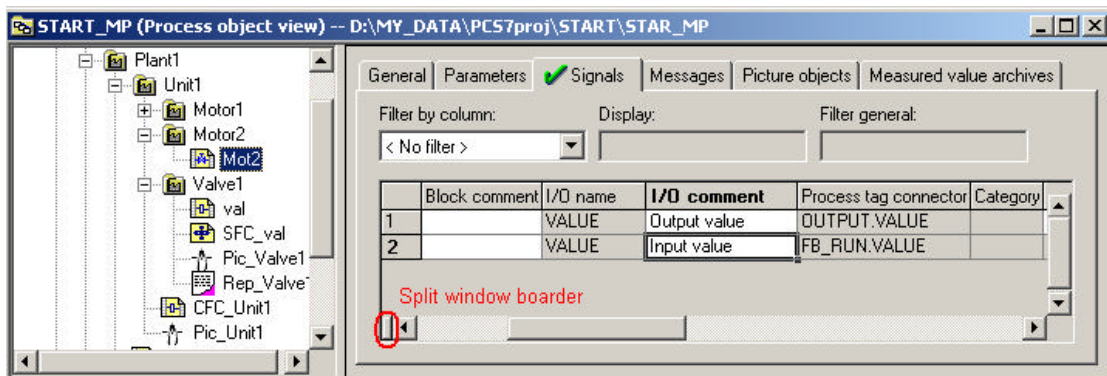 START_MP (Process object view) -- D:\MY_DATA\PCS7proj\START\STAR_MP
Plant1
Unit1
Motor1
Motor2
Mot2
Valve1
val
SFC_val
Pic_Valve1
Rep_Valve
CFC_Unit1
Pic_Unit1
General Parameters Signals Messages Picture objects Measured value archives
Filter by column: Display: Filter general:
< No filter >
Block comment I/O name I/O comment Process tag connector Category
1 VALUE Output value OUTPUT.VALUE
2 VALUE Input value FB_RUN.VALUE
Split window boarder